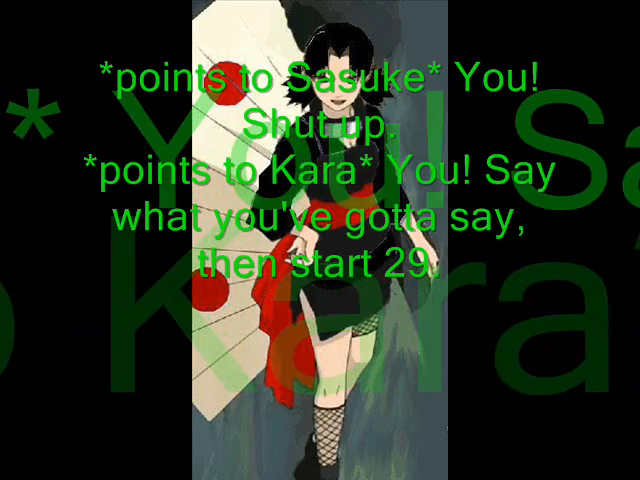 *points to Sasuke* You!
Shut up.
*points to Kara* You! Say
what you've gotta say,
then start 29.